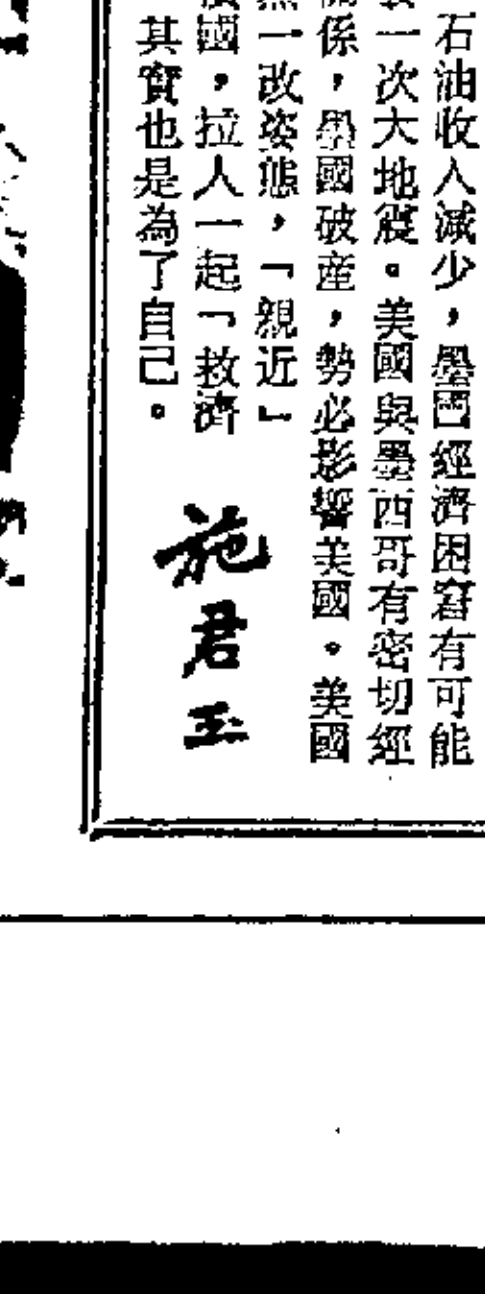 石油收入減少，墨國經濟困窘有可能
一次大地震。美國與墨西哥有密切經
係，墨國破產，勢必影響美國。美國
然一改姿態，「親近」
國，拉人一起「救濟
其實也是為了自己。
施君玉